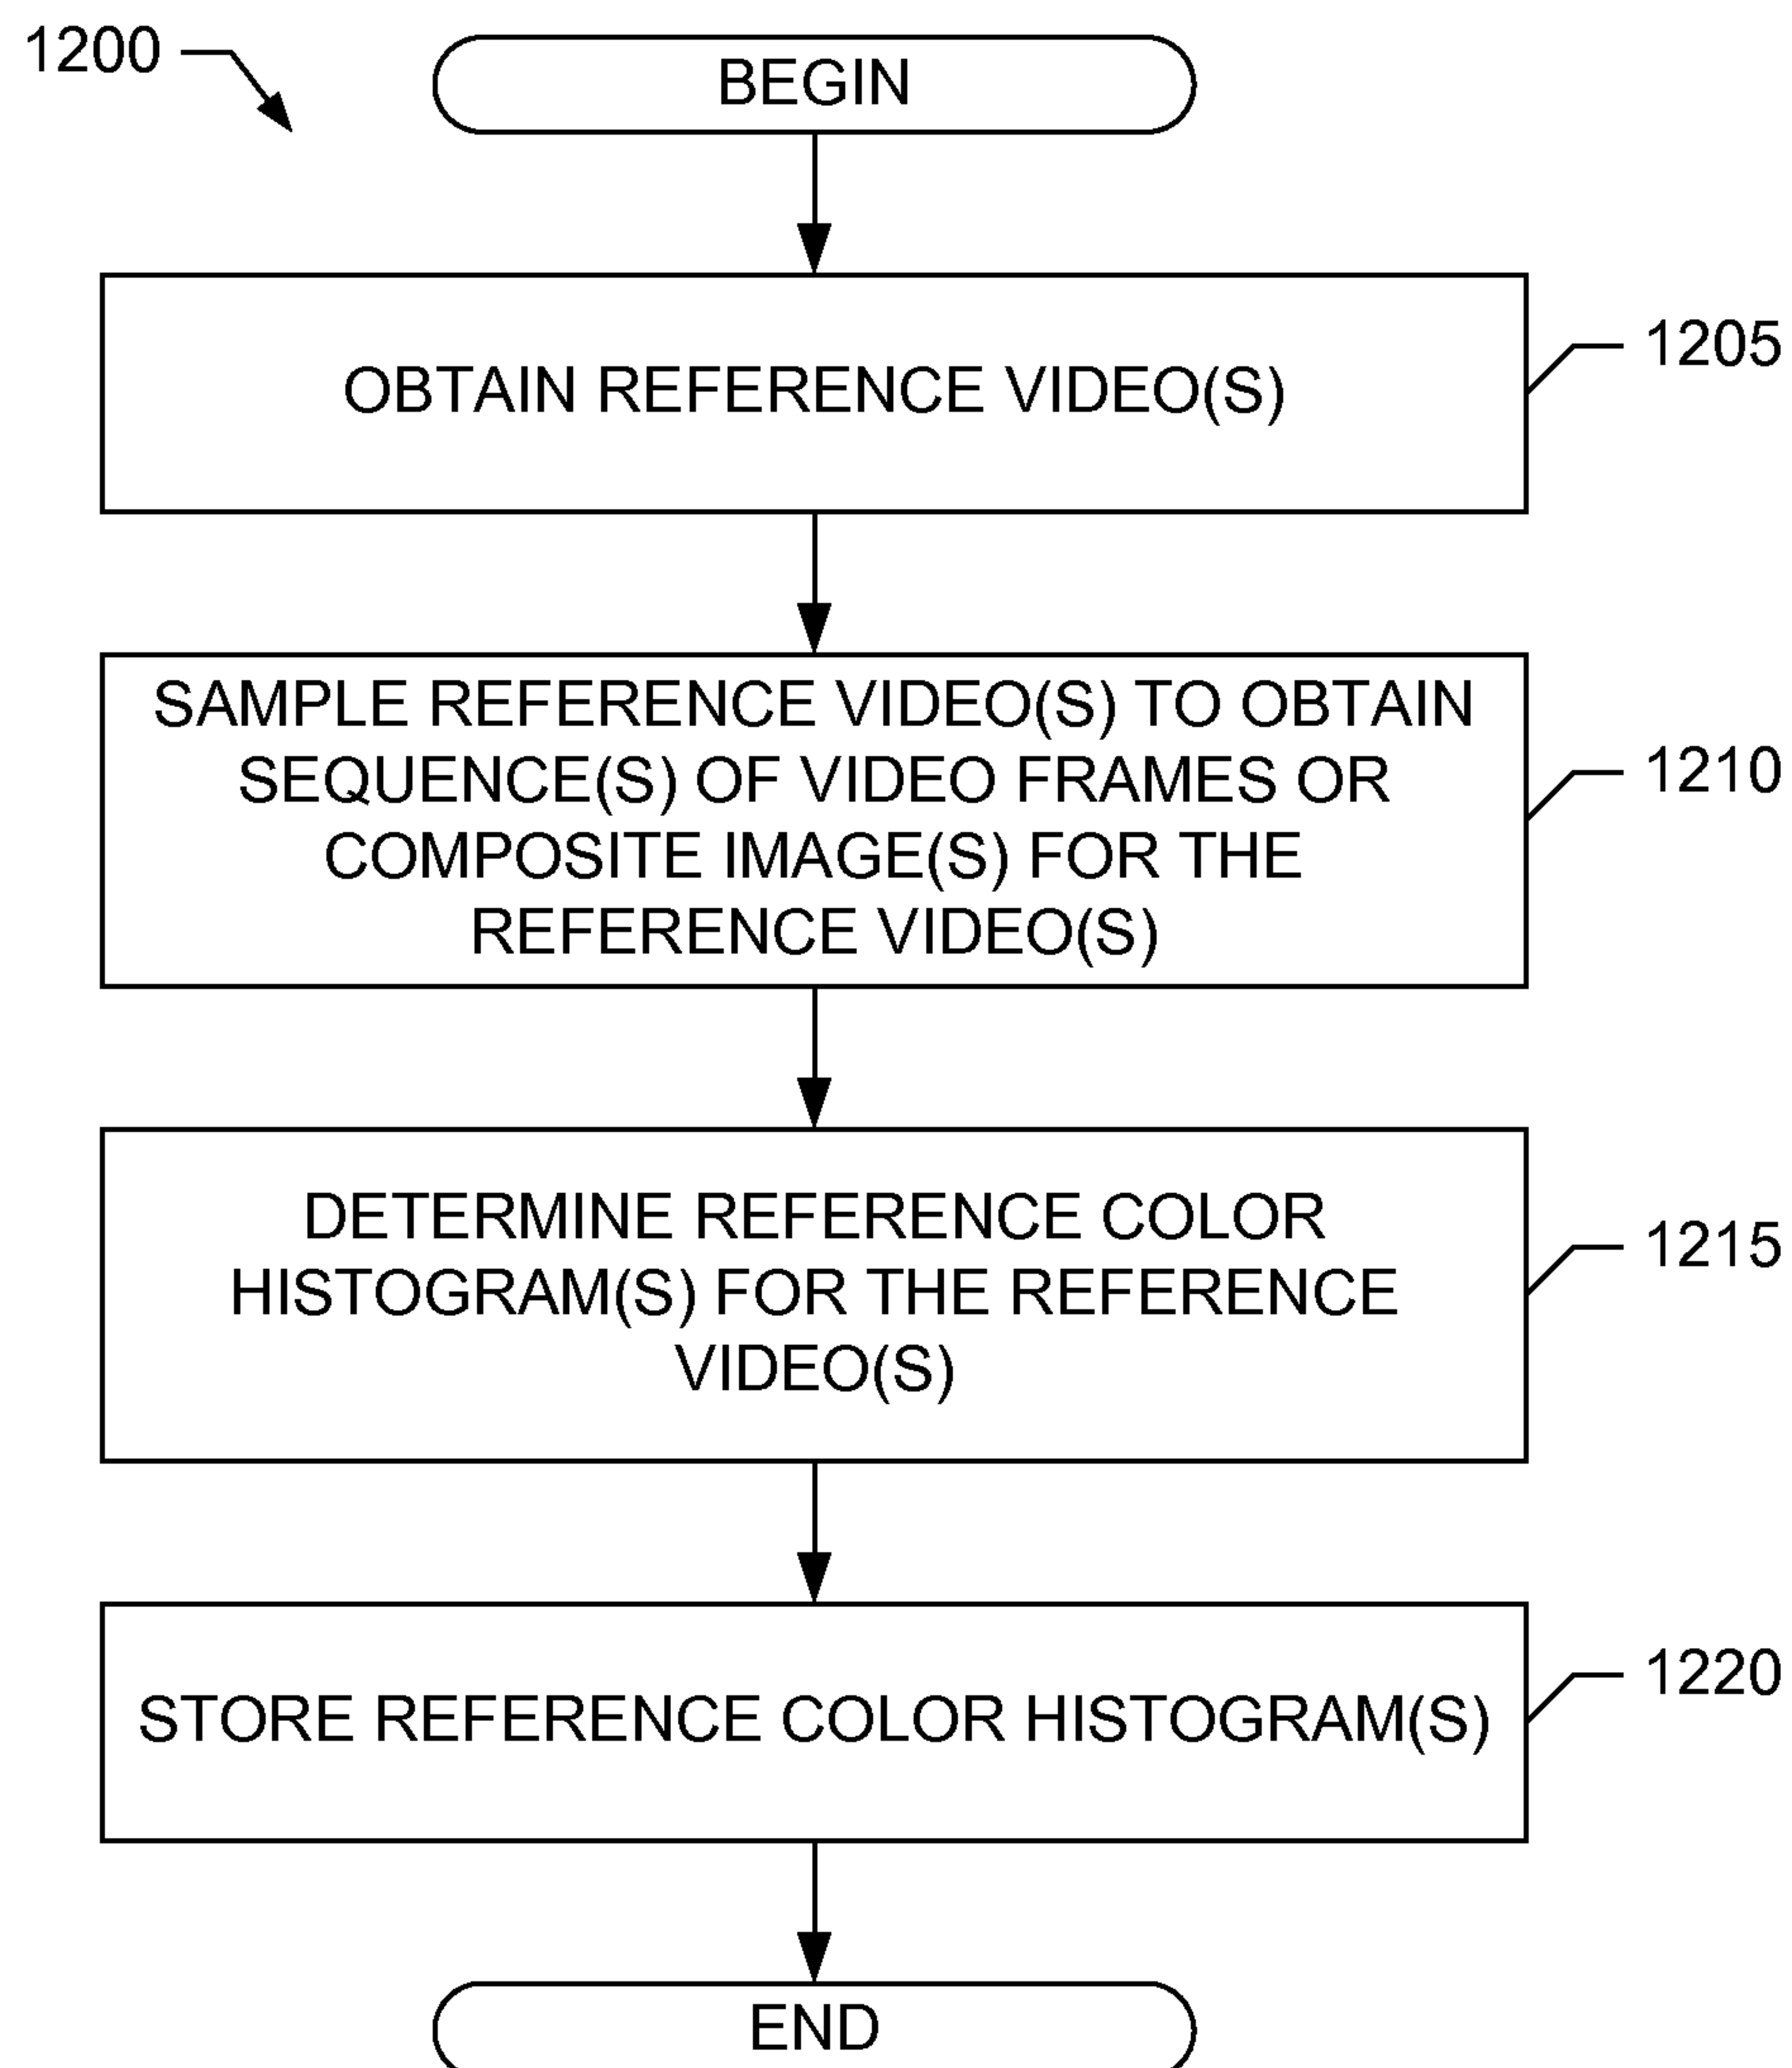 1200
BEGIN
OBTAIN REFERENCE VIDEO(S)
1205
SAMPLE REFERENCE VIDEO(S) TO OBTAIN
SEQUENCE(S) OF VIDEO FRAMES OR
COMPOSITE IMAGE(S) FOR THE
REFERENCE VIDEO(S)
1210
DETERMINE REFERENCE COLOR
HISTOGRAM(S) FOR THE REFERENCE
VIDEO(S)
1215
STORE REFERENCE COLOR HISTOGRAM(S)
1220
END